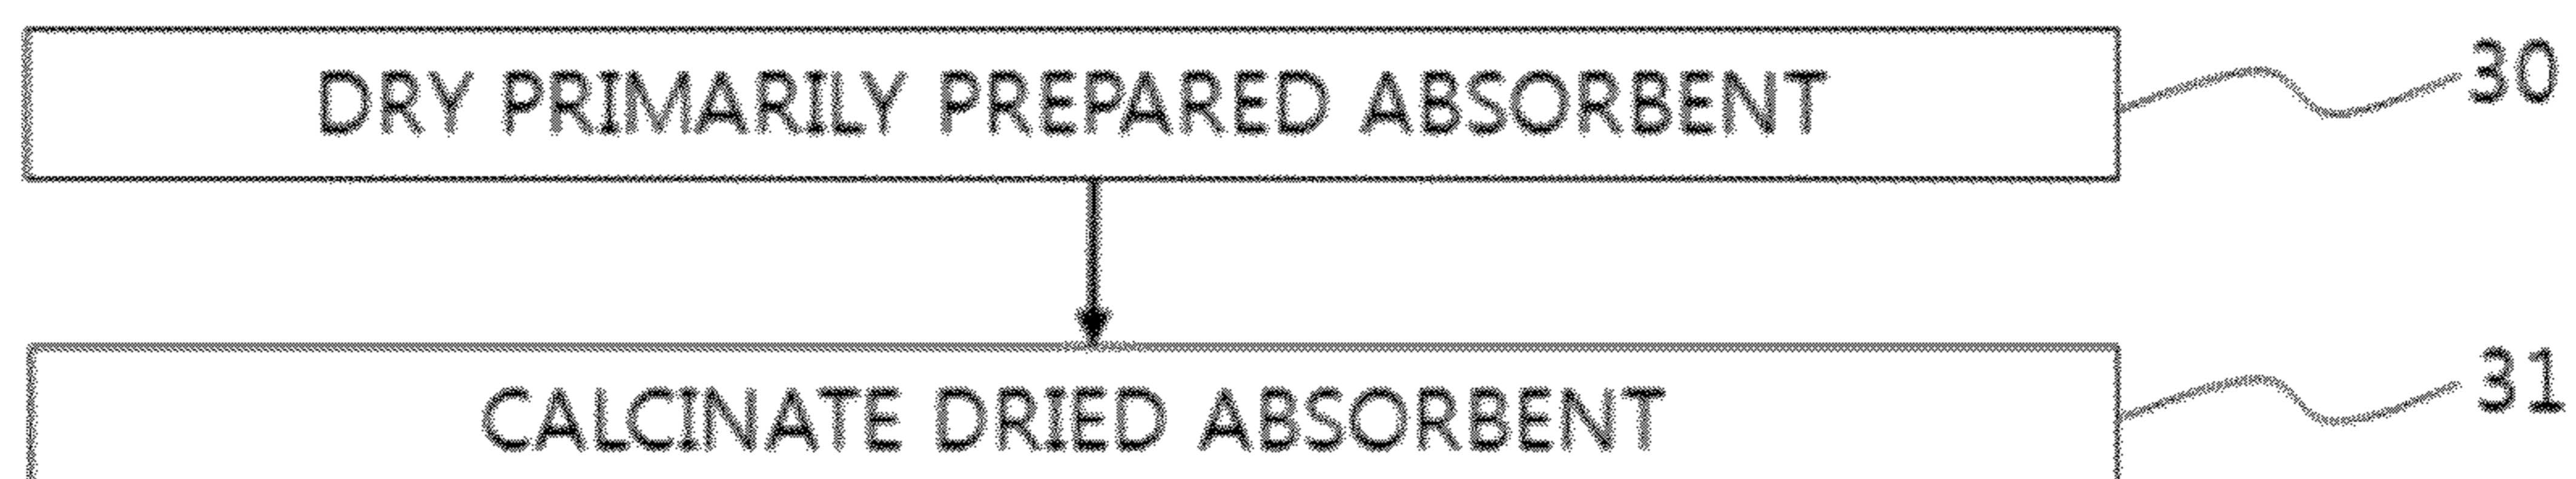 DRY PRIMARILY PREPARED ABSORBENT 30
CALCINATE DRIED ABSORBENT 31